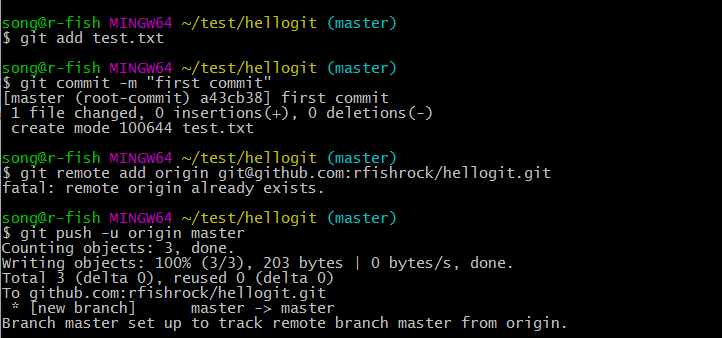 song@r-fish MINGW64 ~/test/hellogit (master)
$ git add test.txt
song@r-fish MINGW64 ~/test/hellogit (master)
$ git commit -m "first commit"
[master (root-commit) a43cb38] first commit
 1 file changed, 0 insertions(+), 0 deletions(-)
 create mode 100644 test.txt
song@r-fish MINGW64 ~/test/hellogit (master)
$ git remote add origin git@github.com:rfishrock/hellogit.git
fatal: remote origin already exists.
song@r-fish MINGW64 ~/test/hellogit (master)
$ git push -u origin master
Counting objects: 3, done.
Writing objects: 100% (3/3), 203 bytes | 0 bytes/s, done.
Total 3 (delta 0), reused 0 (delta 0)
To github.com:rfishrock/hellogit.git
 * [new branch]      master -> master
Branch master set up to track remote branch master from origin.